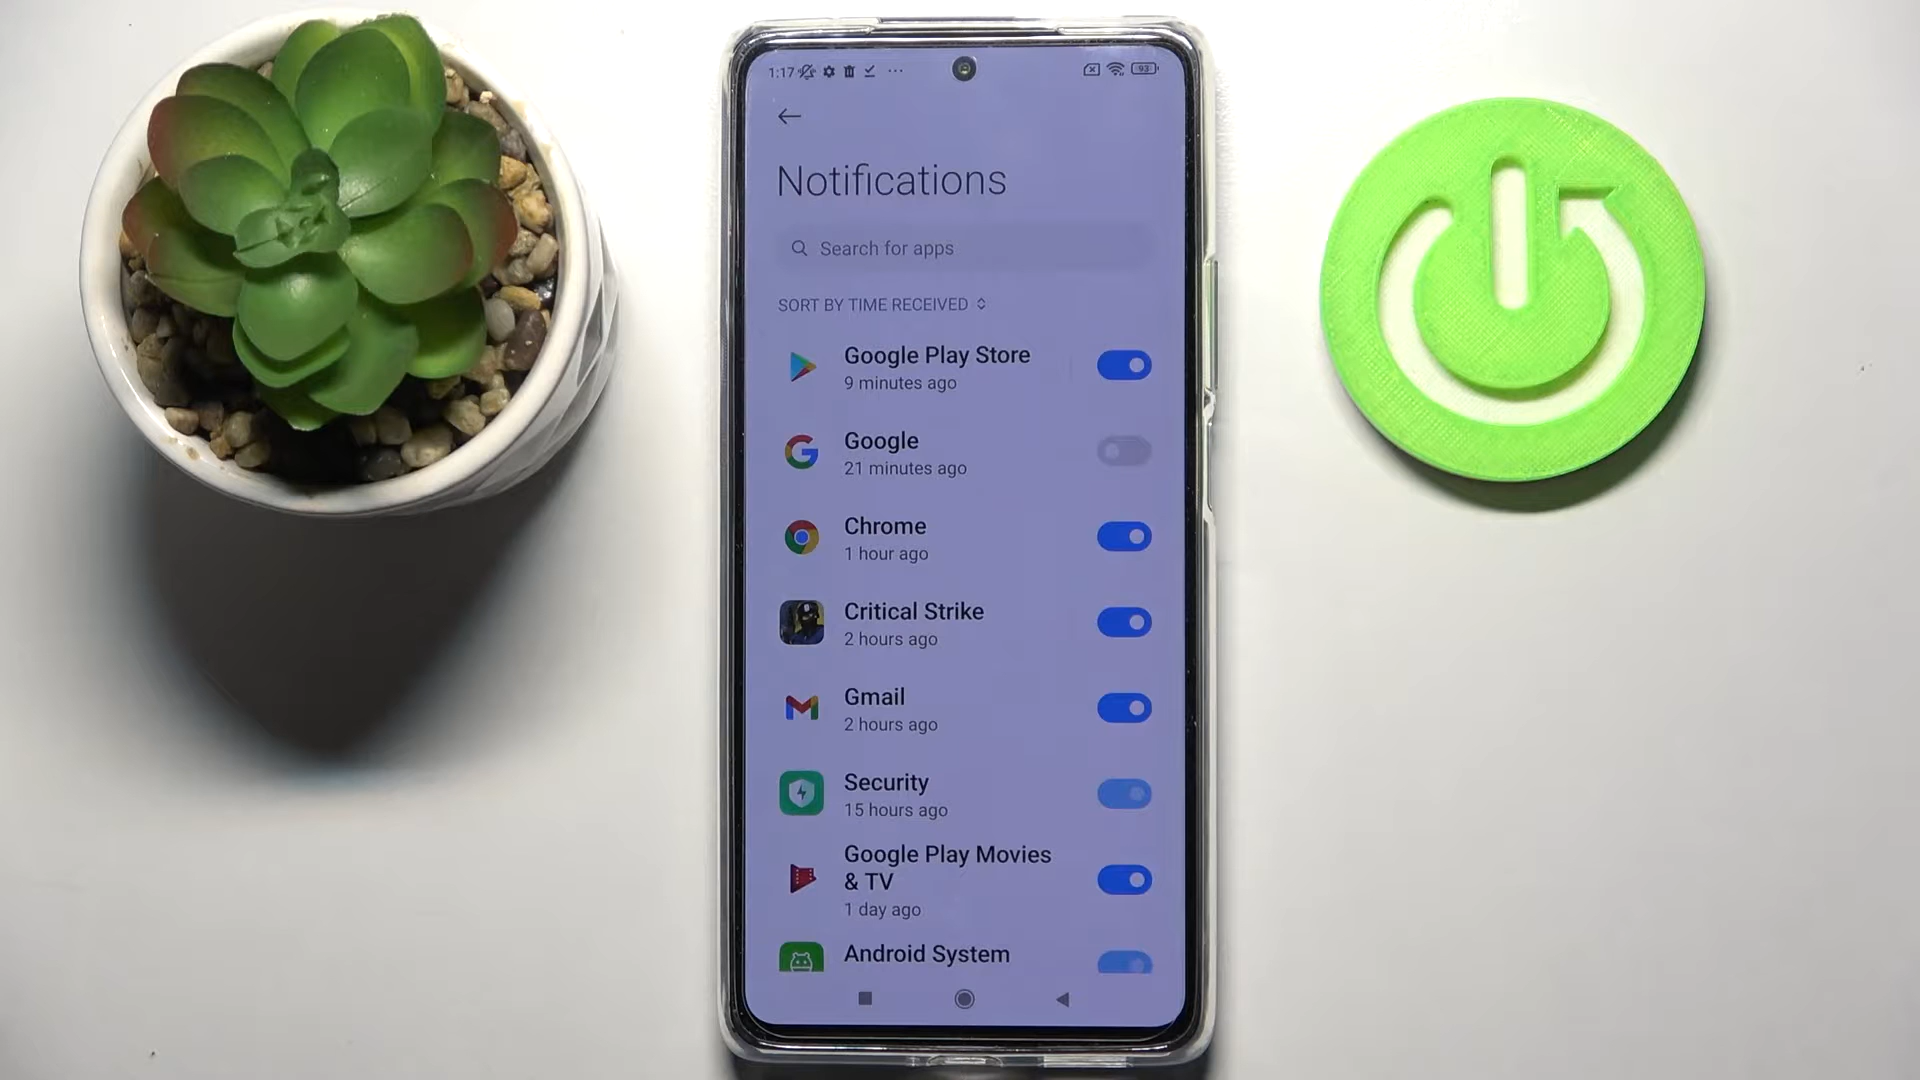 1:17
93
Notifications
Search for apps
SORT BY TIME RECEIVED
Google Play Store
9 minutes ago
Google
21 minutes ago
Chrome
1 hour ago
Critical Strike
2 hours ago
Gmail
2 hours ago
Security
15 hours ago
Google Play Movies
& TV
1 day ago
Android System